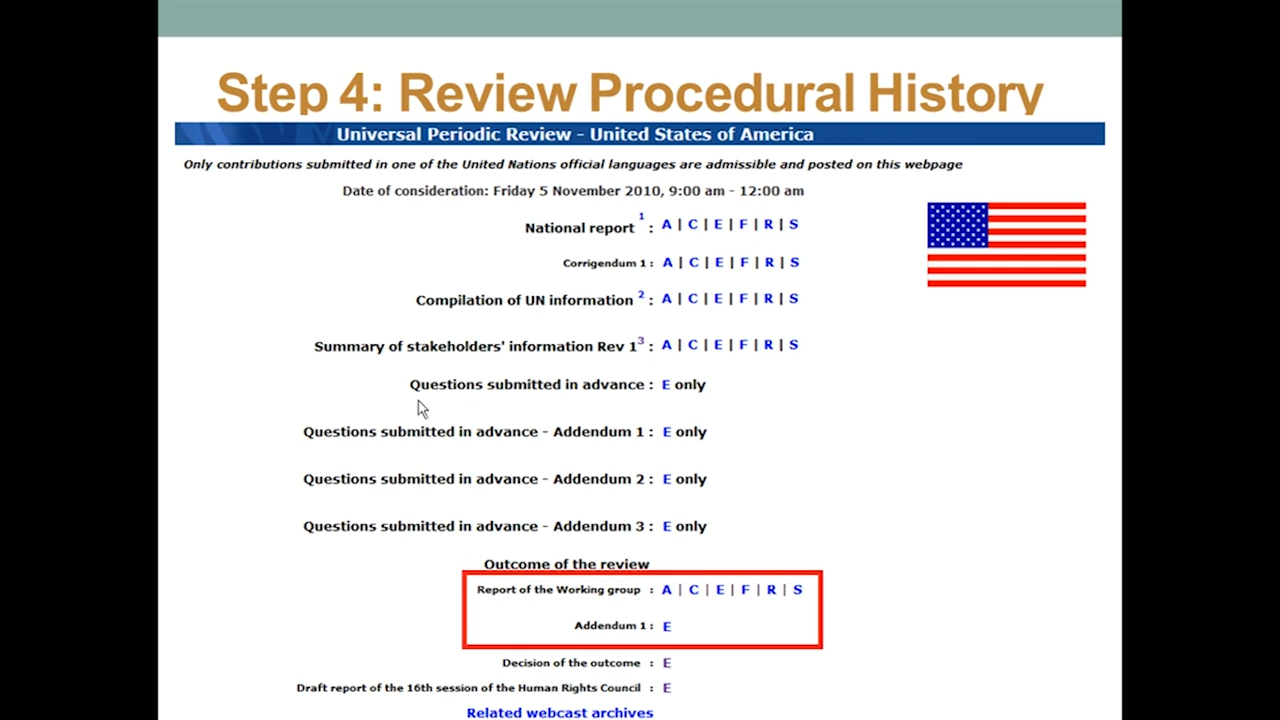 Step 4: Review Procedural History
Universal Periodic Review - United States of America
Only contributions submitted in one of the United Nations official languages are admissible and posted on this webpage
Date of consideration: Friday 5 November 2010, 9:00 am - 12:00 am
National report 1 : A | C | E | F | R | S
Corrigendum 1 : A | C | E | F | R | S
Compilation of UN information 2 : A | C | E | F | R | S
Summary of stakeholders' information Rev 1 3 : A | C | E | F | R | S
Questions submitted in advance : E only
Questions submitted in advance - Addendum 1 : E only
Questions submitted in advance - Addendum 2 : E only
Questions submitted in advance - Addendum 3 : E only
Outcome of the review
Report of the Working group : A | C | E | F | R | S
Addendum 1 : E
Decision of the outcome : E
Draft report of the 16th session of the Human Rights Council : E
Related webcast archives